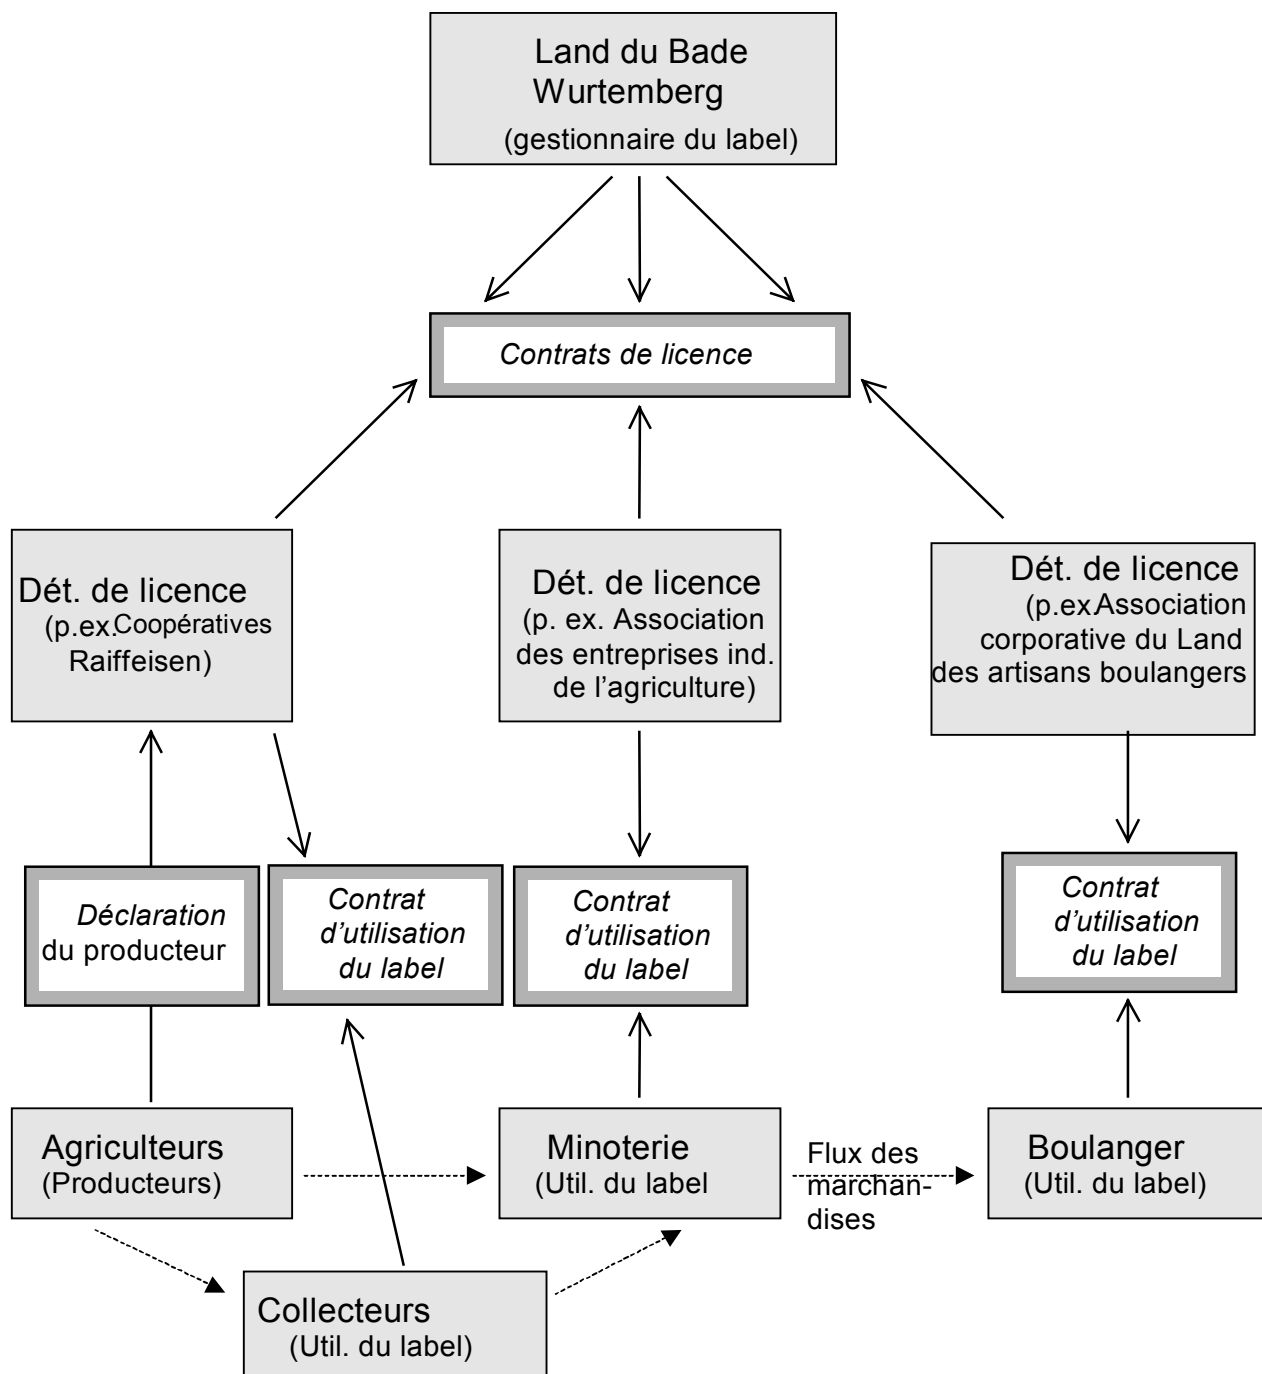 Land du Bade
Wurtemberg
(gestionnaire du label)
Contrats de licence
Dét. de licence
(p.ex.Coopératives
Raiffeisen)
Dét. de licence
(p. ex. Association
des entreprises ind.
de l'agriculture)
Dét. de licence
(p.ex.Association
corporative du Land
des artisans boulangers
Déclaration
du producteur
Contrat
d'utilisation
du label
Contrat
d'utilisation
du label
Contrat
d'utilisation
du label
Agriculteurs
(Producteurs)
Minoterie
(Util. du label
Flux des
marchan-
dises
Boulanger
(Util. du label)
Collecteurs
(Util. du label)